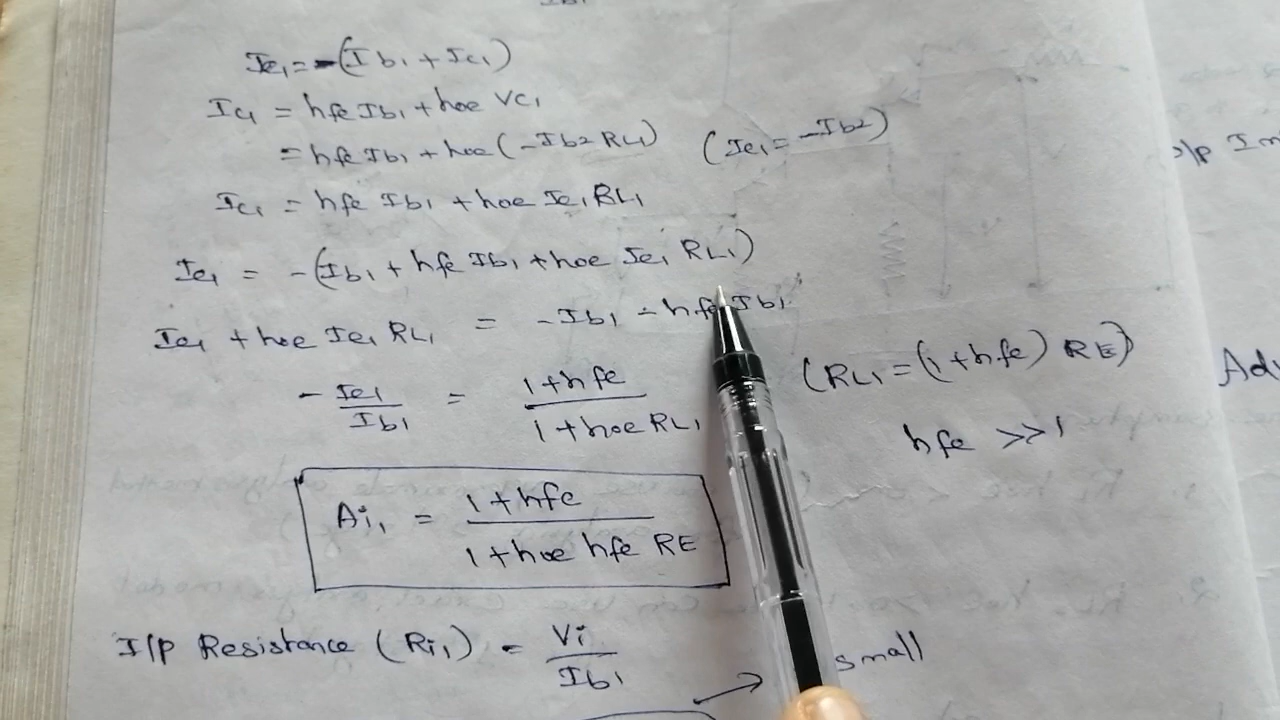 Ie1 = -(Ib1 + Ic1)
Ic1 = hfe Ib1 + hoe Vc1
= hfe Ib1 + hoe (-Ib2 RL1) (Ie1 = -Ib2)
Ic1 = hfe Ib1 + hoe Ie1 RL1
Ie1 = -(Ib1 + hfe Ib1 + hoe Ie1 RL1)
Ie1 + hoe Ie1 RL1 = -Ib1 - hfe Ib1
- Ie1/Ib1 = 1+hfe/1+hoe RL1 (RL1 = (1+hfe) RE)
hfe >> 1
Ai1 = 1+hfe/1+hoe hfe RE
I/p Resistance (Ri1) = Vi/Ib1
small